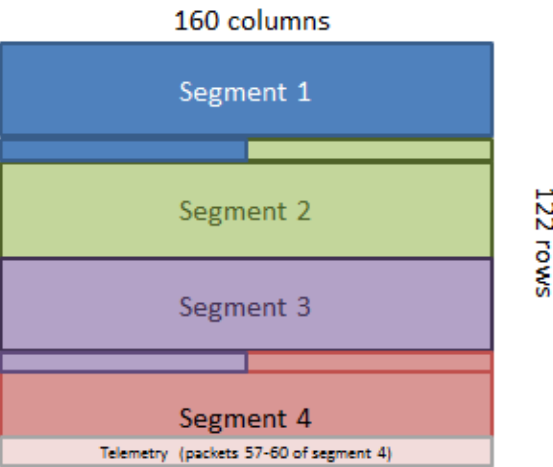 160 columns
Segment 1
Segment 2
122 rows
Segment 3
Segment 4
Telemetry (packets 57-60 of segment 4)